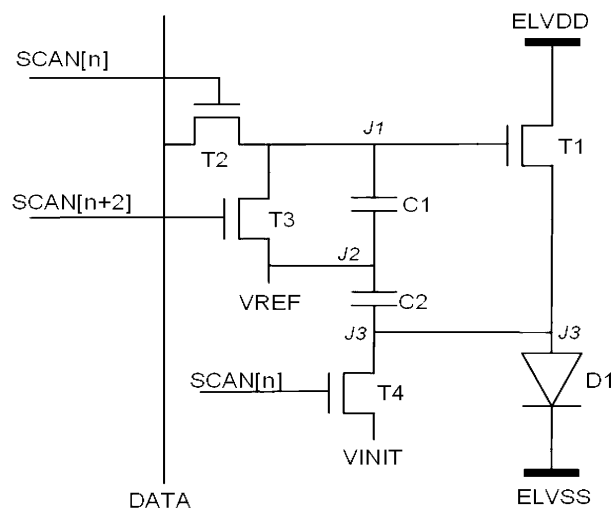 ELVDD
SCAN[n]
J1
T2
T1
SCAN[n+2]
T3
C1
J2
VREF
C2
J3
J3
SCAN[n]
T4
D1
VINIT
DATA
ELVSS